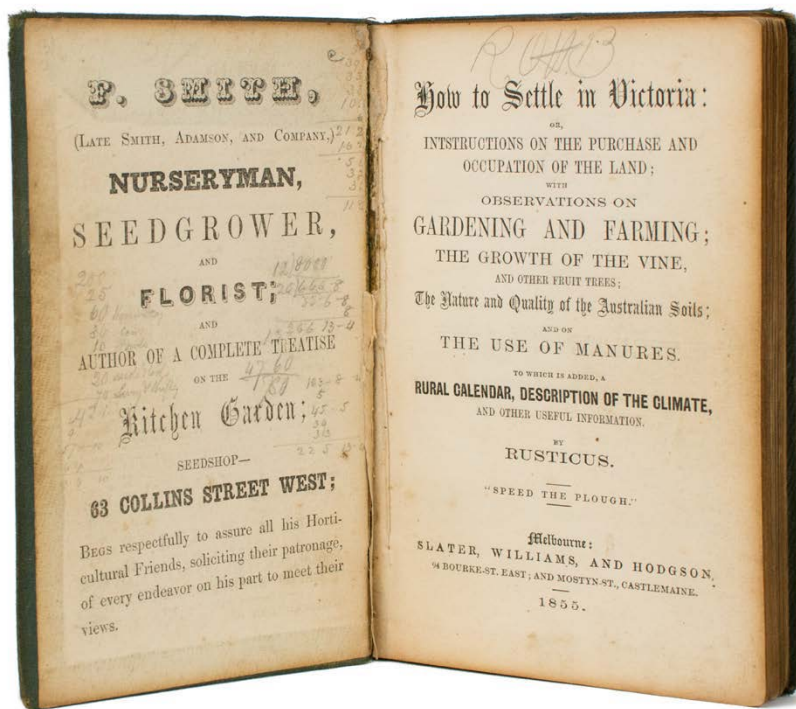 F. SMITH,
(LATE SMITH, ADAMSON, AND COMPANY,)
NURSERYMAN,
SEEDGROWER,
AND
FLORIST;
AND
AUTHOR OF A COMPLETE TREATISE
ON THE
Kitchen Garden;
SEEDSHOP—
63 COLLINS STREET WEST;
BEGS respectfully to assure all his Horti-
cultural Friends, soliciting their patronage,
of every endeavor on his part to meet their
views.
How to Settle in Victoria:
OR,
INTSTRUCTIONS ON THE PURCHASE AND
OCCUPATION OF THE LAND;
WITH
OBSERVATIONS ON
GARDENING AND FARMING;
THE GROWTH OF THE VINE,
AND OTHER FRUIT TREES;
The Nature and Quality of the Australian Soils;
AND ON
THE USE OF MANURES.
TO WHICH IS ADDED, A
RURAL CALENDAR, DESCRIPTION OF THE CLIMATE,
AND OTHER USEFUL INFORMATION.
BY
RUSTICUS.
"SPEED THE PLOUGH."
Melbourne:
SLATER, WILLIAMS, AND HODGSON,
94 BOURKE-ST. EAST; AND MOSTYN-ST., CASTLEMAINE.
1855.